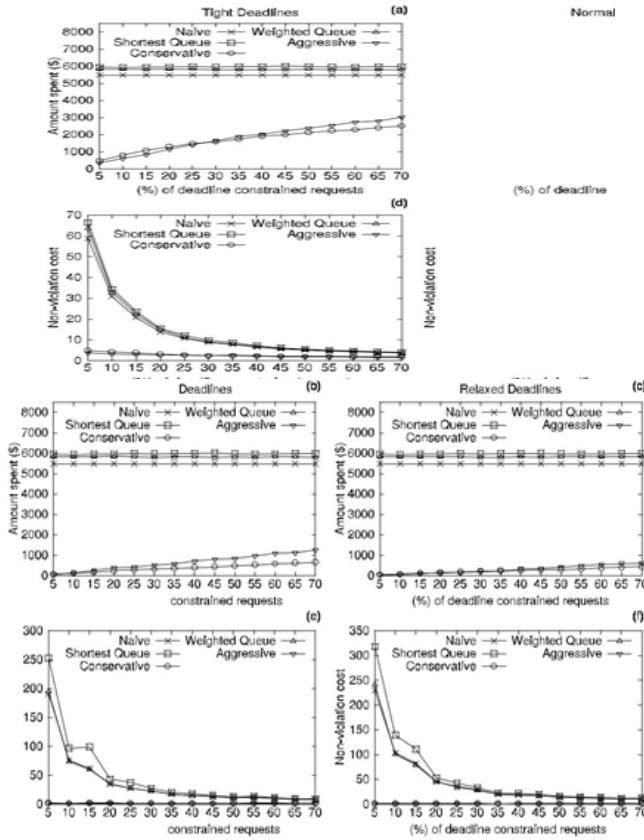 Tight Deadlines (a) Normal
8000
7000
6000
5000
4000
3000
2000
1000
0
Amount spent ($)
Naive Weighted Queue
Shortest Queue Aggressive
Conservative
5 10 15 20 25 30 35 40 45 50 55 60 65 70
(%) of deadline constrained requests (%) of deadline
(d)
70
60
50
40
30
20
10
0
Non-violation cost
Naive Weighted Queue
Shortest Queue Aggressive
Conservative
Non-violation cost
5 10 15 20 25 30 35 40 45 50 55 60 65 70
Deadlines (b) Relaxed Deadlines (c)
8000
7000
6000
5000
4000
3000
2000
1000
0
Amount spent ($)
Naive Weighted Queue
Shortest Queue Aggressive
Conservative
5 10 15 20 25 30 35 40 45 50 55 60 65 70
constrained requests
8000
7000
6000
5000
4000
3000
2000
1000
0
Amount spent ($)
Naive Weighted Queue
Shortest Queue Aggressive
Conservative
5 10 15 20 25 30 35 40 45 50 55 60 65 70
(%) of deadline constrained requests
(e) (f)
300
250
200
150
100
50
0
Naive Weighted Queue
Shortest Queue Aggressive
Conservative
5 10 15 20 25 30 35 40 45 50 55 60 65 70
constrained requests
350
300
250
200
150
100
50
0
Non-violation cost
Naive Weighted Queue
Shortest Queue Aggressive
Conservative
5 10 15 20 25 30 35 40 45 50 55 60 65 70
(%) of deadline constrained requests